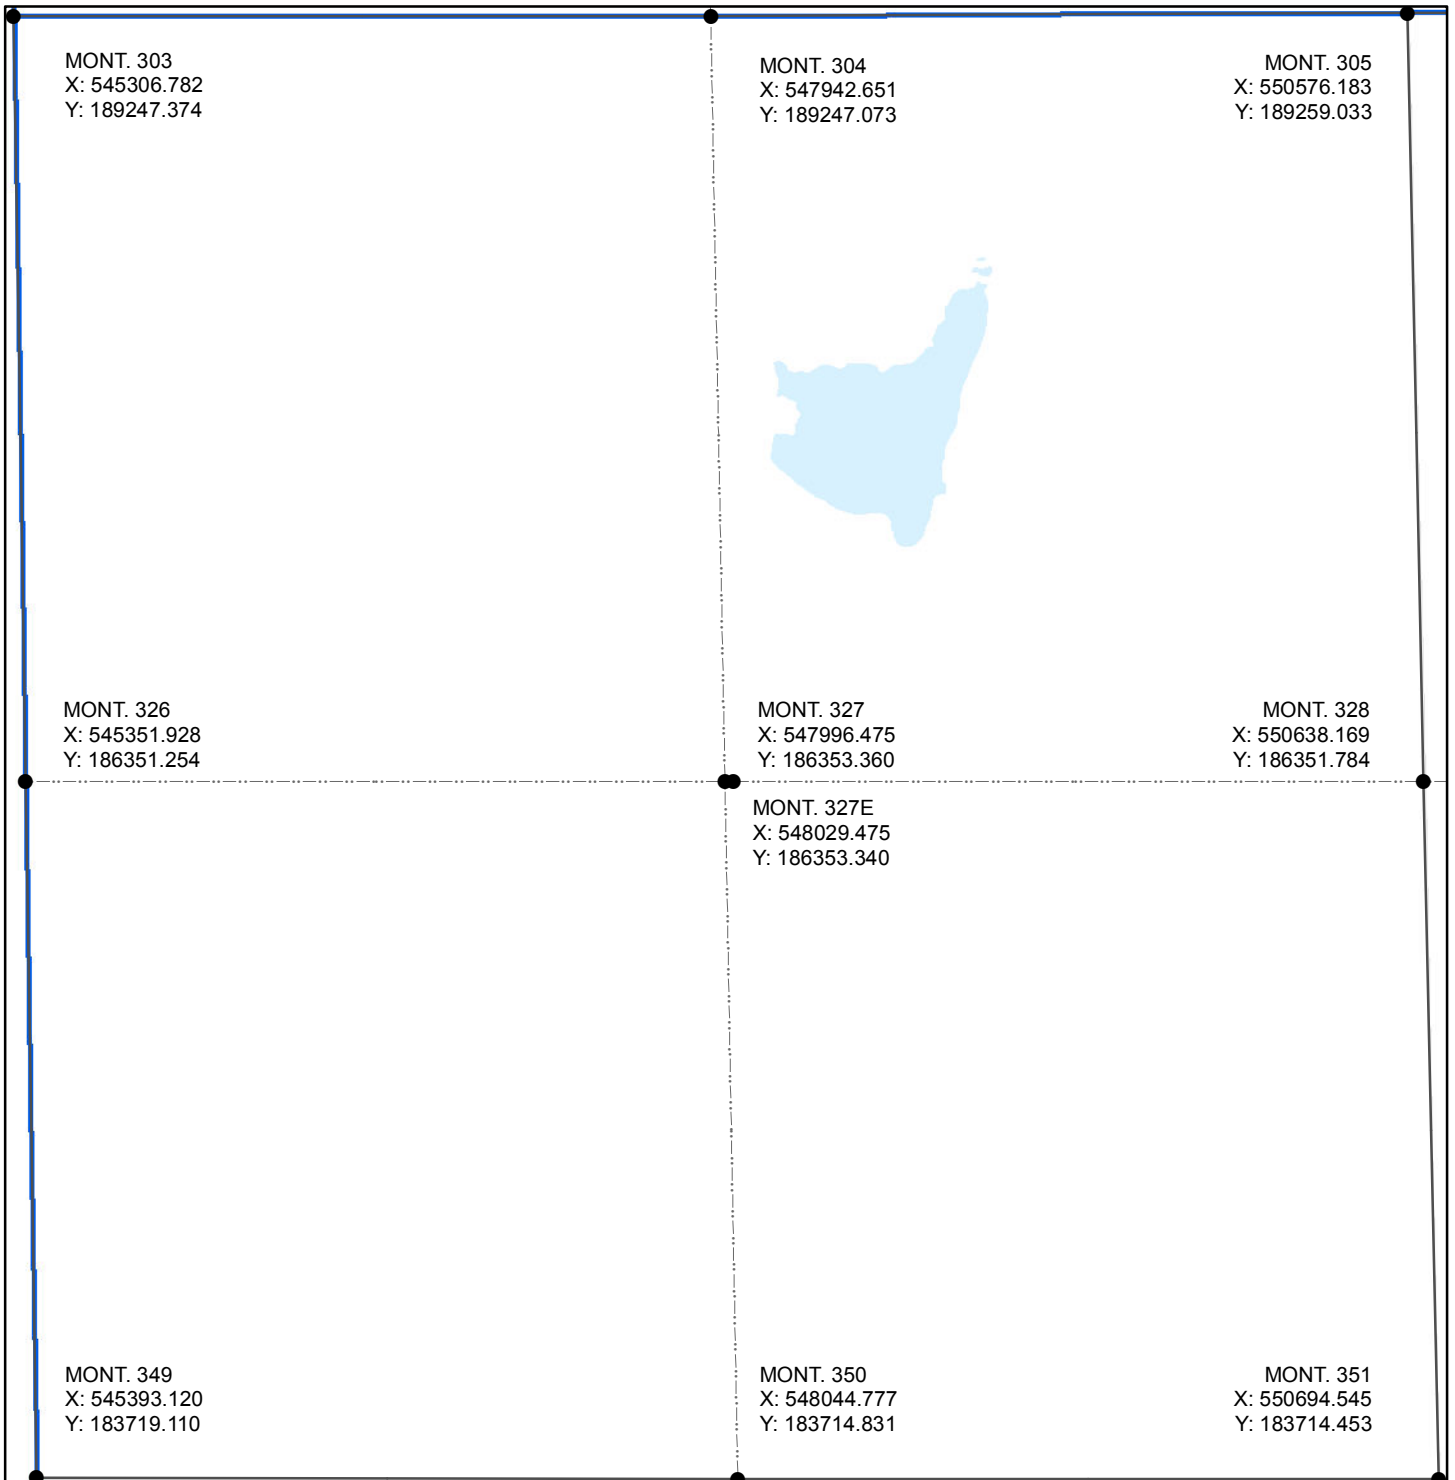 MONT. 303
X: 545306.782
Y: 189247.374
MONT. 304
X: 547942.651
Y: 189247.073
MONT. 305
X: 550576.183
Y: 189259.033
MONT. 326
X: 545351.928
Y: 186351.254
MONT. 327
X: 547996.475
Y: 186353.360
MONT. 328
X: 550638.169
Y: 186351.784
MONT. 327E
X: 548029.475
Y: 186353.340
MONT. 349
X: 545393.120
Y: 183719.110
MONT. 350
X: 548044.777
Y: 183714.831
MONT. 351
X: 550694.545
Y: 183714.453